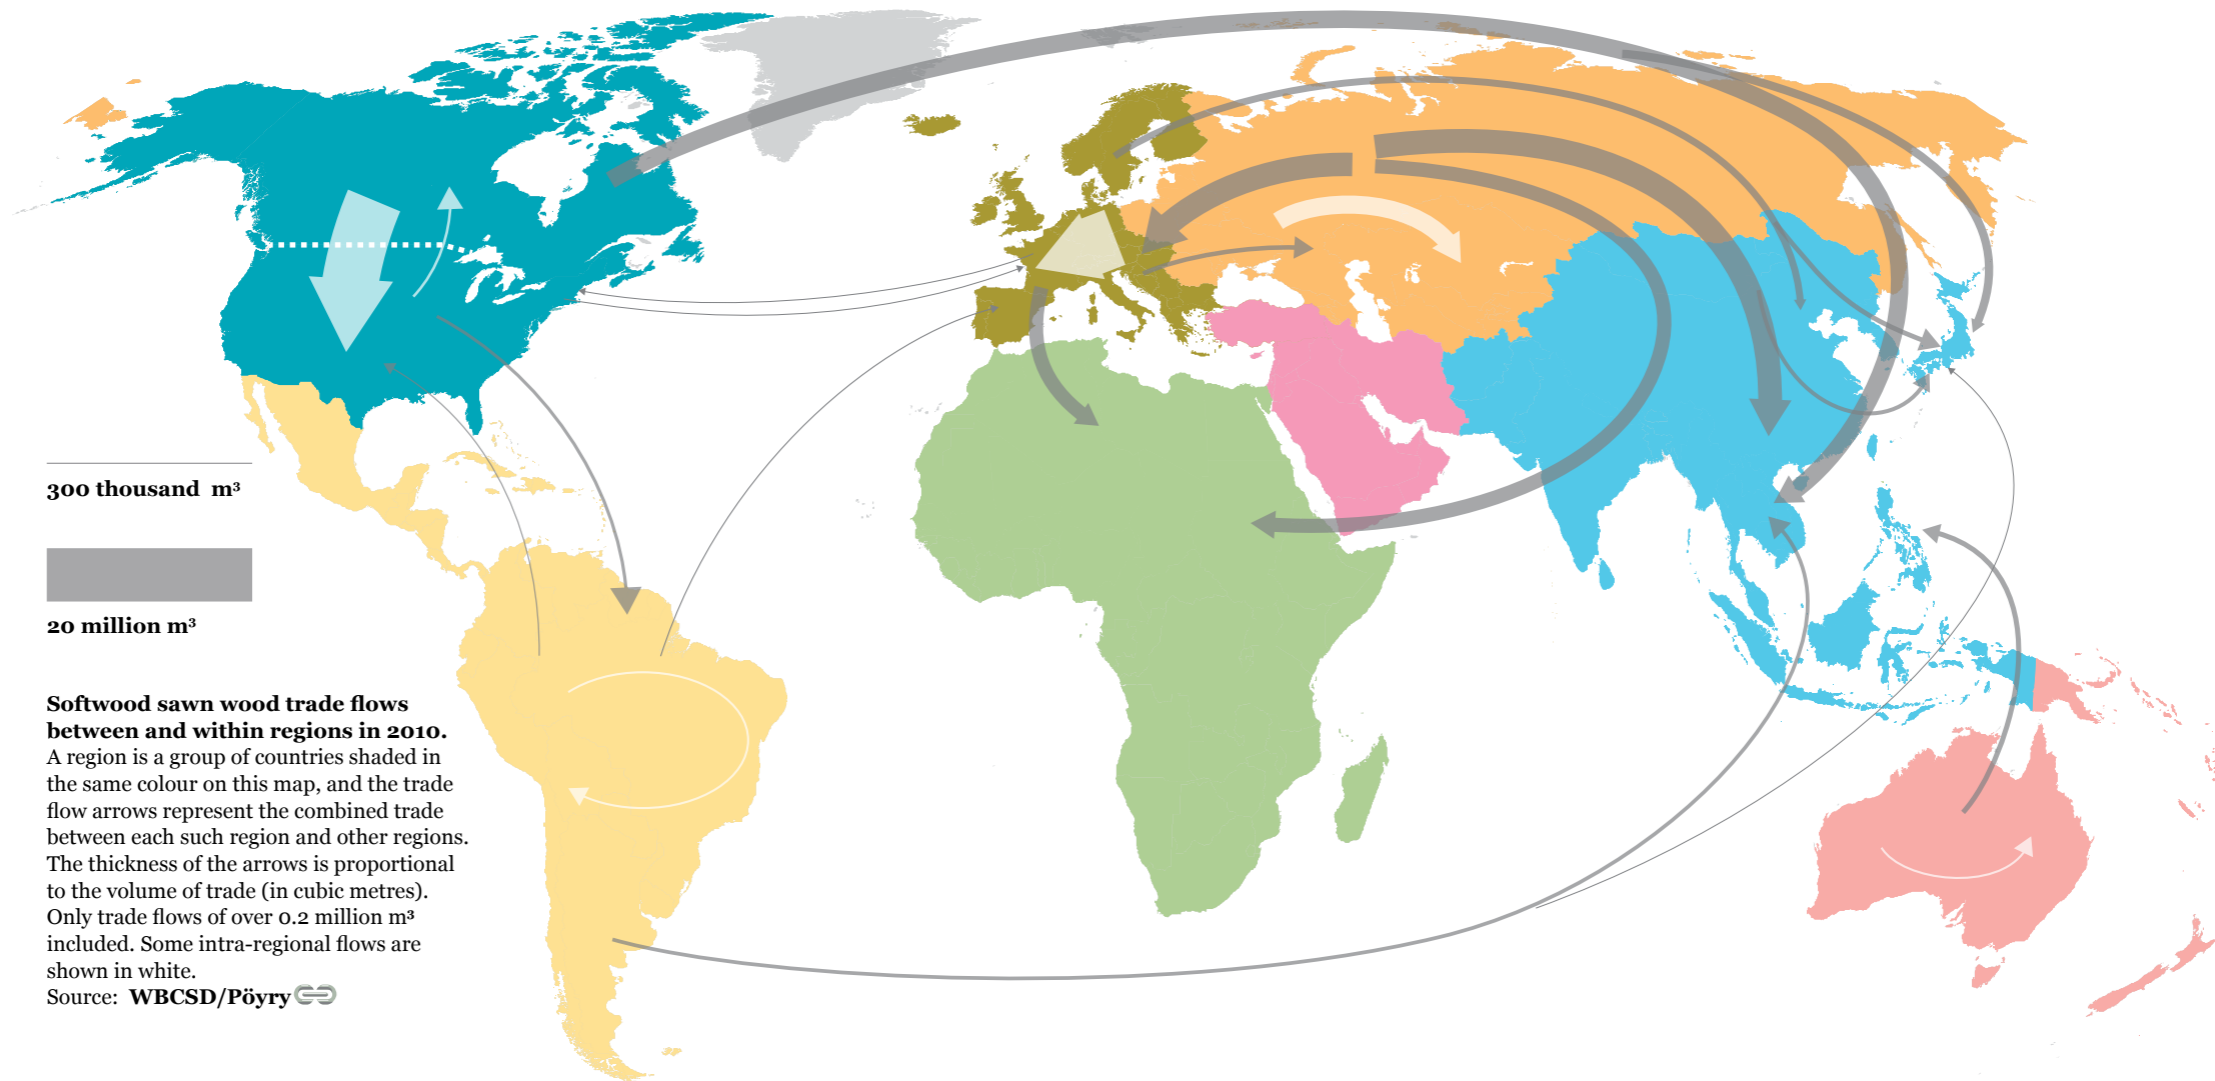 300 thousand m³
20 million m³
Softwood sawn wood trade flows
between and within regions in 2010.
A region is a group of countries shaded in
the same colour on this map, and the trade
flow arrows represent the combined trade
between each such region and other regions.
The thickness of the arrows is proportional
to the volume of trade (in cubic metres).
Only trade flows of over 0.2 million m³
included. Some intra-regional flows are
shown in white.
Source: WBCSD/Pöyry